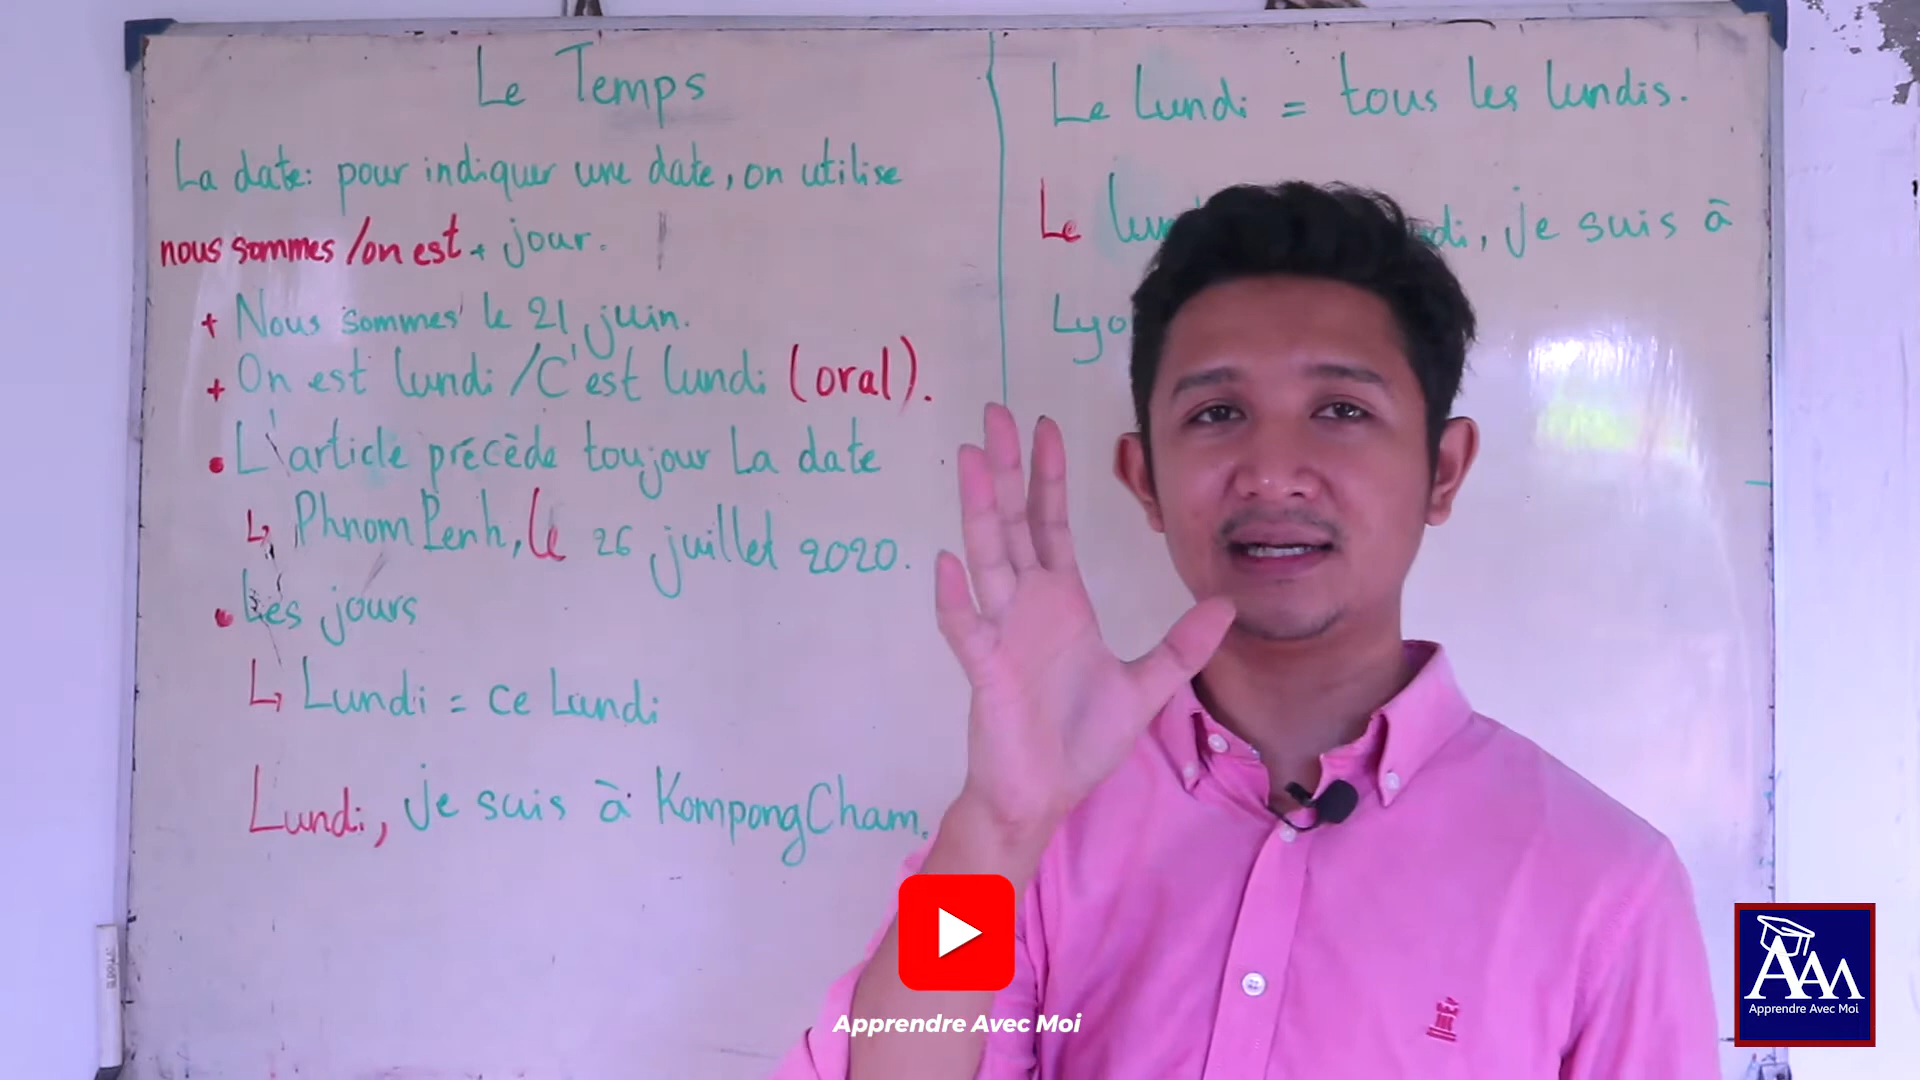 Le Temps
La date: pour indiquer une date, on utilise
nous sommes / on est + jour.
+ Nous sommes le 21 juin.
+ On est lundi / C'est lundi (oral).
• L'article précède toujour La date
↳ Phnom Penh, le 26 juillet 2020.
• Les jours
↳ Lundi = ce Lundi
Lundi, je suis à Kompong Cham.
Le lundi = tous les lundis.
Le di, je suis à
Apprendre Avec Moi
AAM
Apprendre Avec Moi